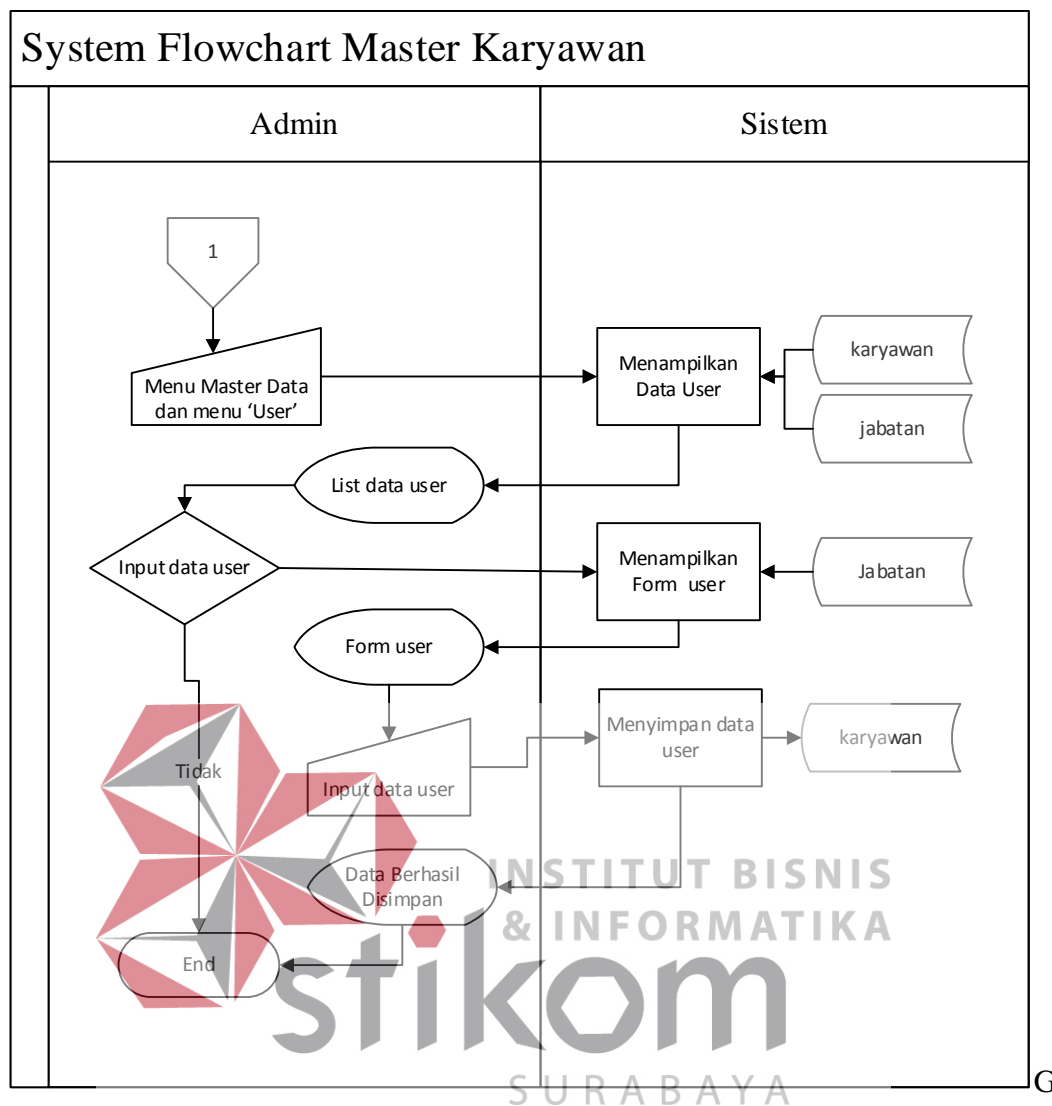 System Flowchart Master Karyawan
Admin
Sistem
1
Menu Master Data
dan menu ‘User’
Menampilkan
Data User
karyawan
jabatan
List data user
Input data user
Menampilkan
Form user
Jabatan
Form user
Menyimpan data
user
karyawan
Tidak
Input data user
Data Berhasil
Disimpan
End
INSTITUT BISNIS
& INFORMATIKA
stikom
SURABAYA
G